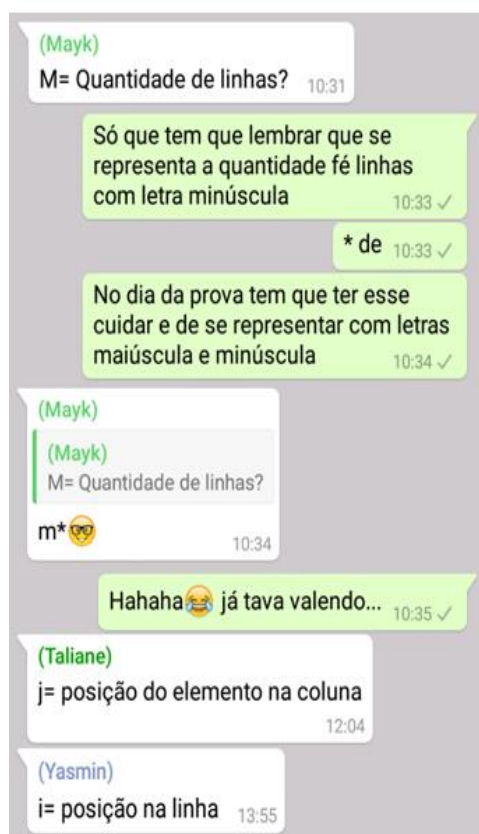 (Mayk)
M= Quantidade de linhas? 10:31
Só que tem que lembrar que se
representa a quantidade fé linhas
com letra minúscula 10:33
* de 10:33
No dia da prova tem que ter esse
cuidar e de se representar com letras
maiúscula e minúscula 10:34
(Mayk)
(Mayk)
M= Quantidade de linhas?
m*🤓
10:34
Hahaha😂 já tava valendo... 10:35
(Taliane)
j= posição do elemento na coluna
12:04
(Yasmin)
i= posição na linha 13:55